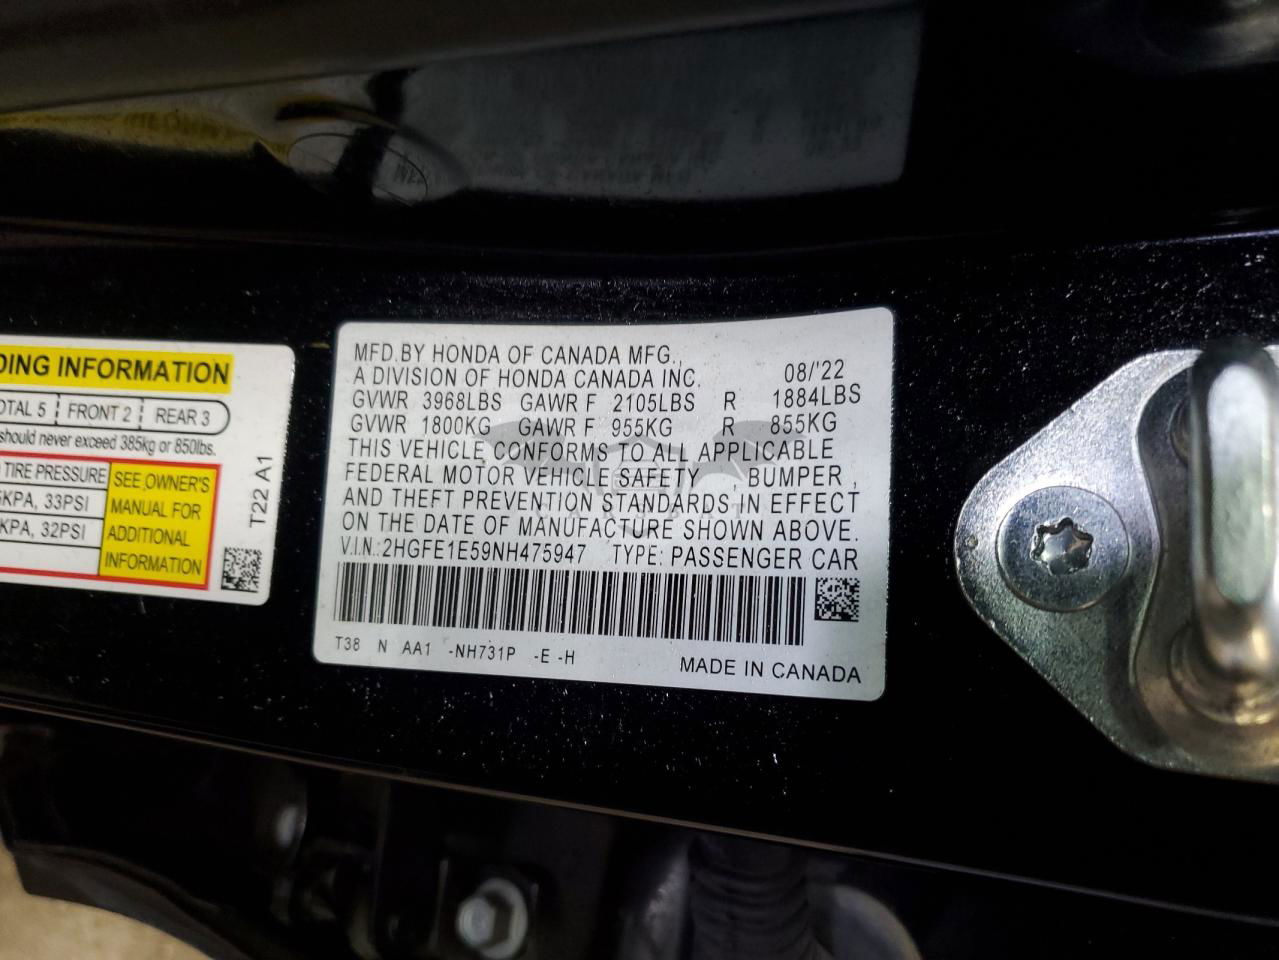 DING INFORMATION
OTAL 5 FRONT 2 REAR 3
should never exceed 385kg or 850lbs.
TIRE PRESSURE
KPA, 33PSI
KPA, 32PSI
SEE OWNER'S
MANUAL FOR
ADDITIONAL
INFORMATION
T22 A1
MFD.BY HONDA OF CANADA MFG.,
A DIVISION OF HONDA CANADA INC. 08/'22
GVWR 3968LBS GAWR F 2105LBS R 1884LBS
GVWR 1800KG GAWR F 955KG R 855KG
THIS VEHICLE CONFORMS TO ALL APPLICABLE
FEDERAL MOTOR VEHICLE SAFETY , BUMPER ,
AND THEFT PREVENTION STANDARDS IN EFFECT
ON THE DATE OF MANUFACTURE SHOWN ABOVE.
V.I.N.:2HGFE1E59NH475947 TYPE: PASSENGER CAR
T38 N AA1 -NH731P -E -H
MADE IN CANADA